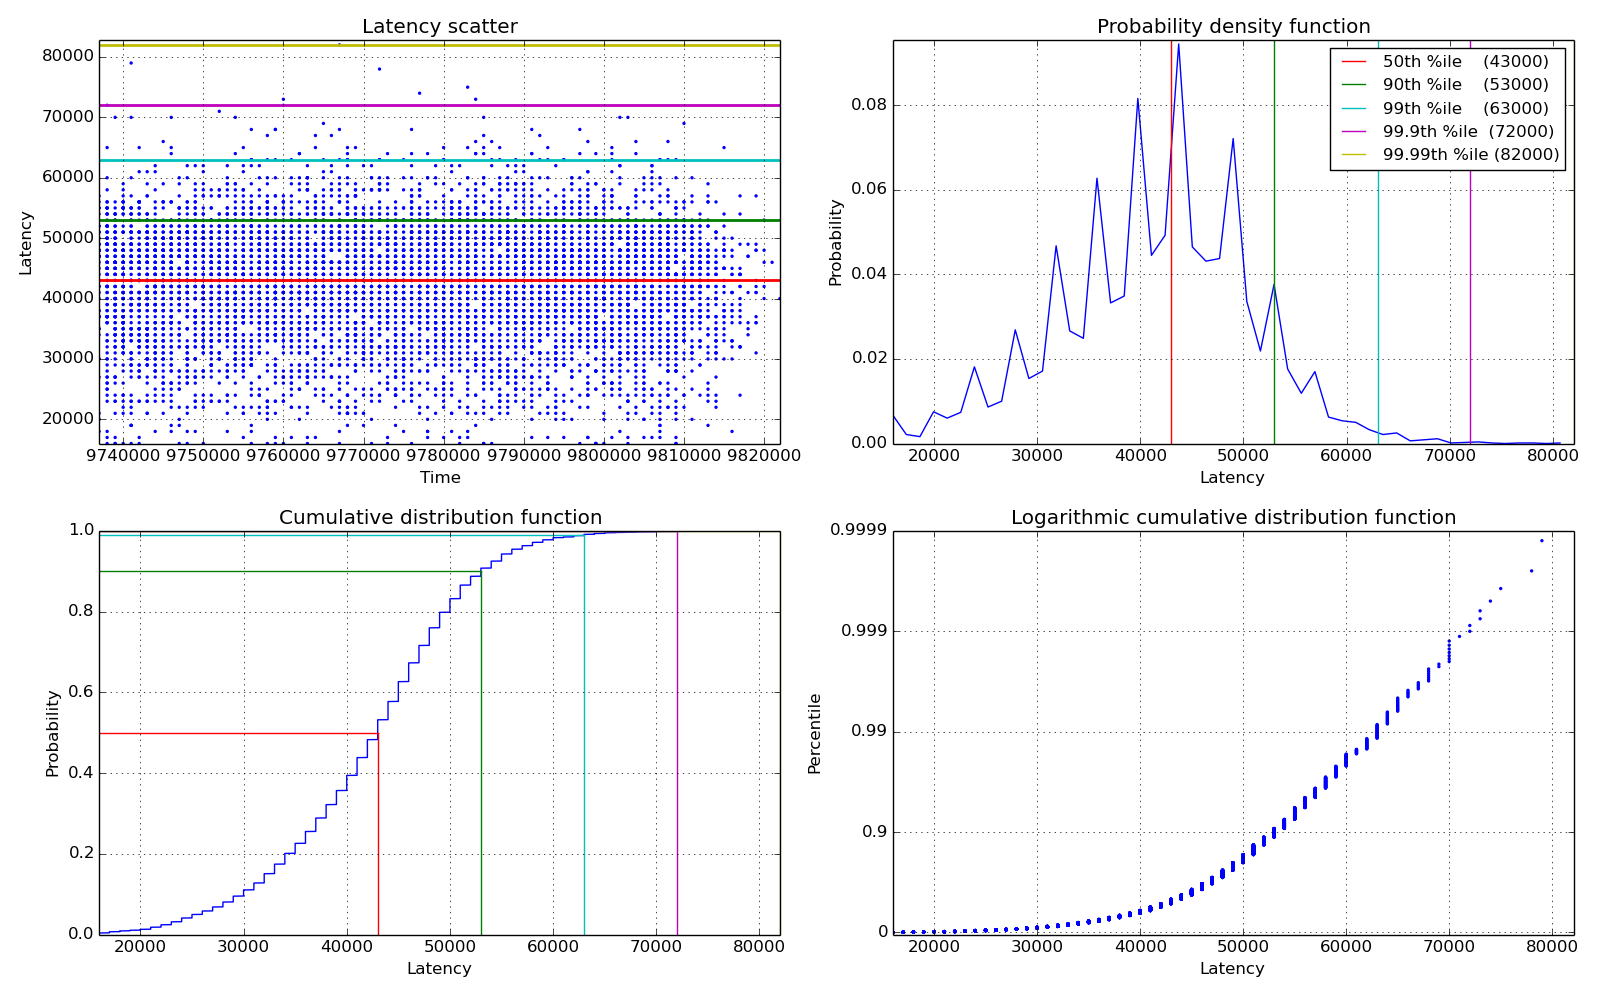 Latency scatter
80000
70000
60000
50000
40000
30000
20000
Latency
9740000 9750000 9760000 9770000 9780000 9790000 9800000 9810000 9820000
Time
Probability density function
50th %ile (43000)
90th %ile (53000)
99th %ile (63000)
99.9th %ile (72000)
99.99th %ile (82000)
0.08
0.06
0.04
0.02
0.00
Probability
20000 30000 40000 50000 60000 70000 80000
Latency
Cumulative distribution function
1.0
0.8
0.6
0.4
0.2
0.0
Probability
20000 30000 40000 50000 60000 70000 80000
Latency
Logarithmic cumulative distribution function
0.9999
0.999
0.99
0.9
0
Percentile
20000 30000 40000 50000 60000 70000 80000
Latency